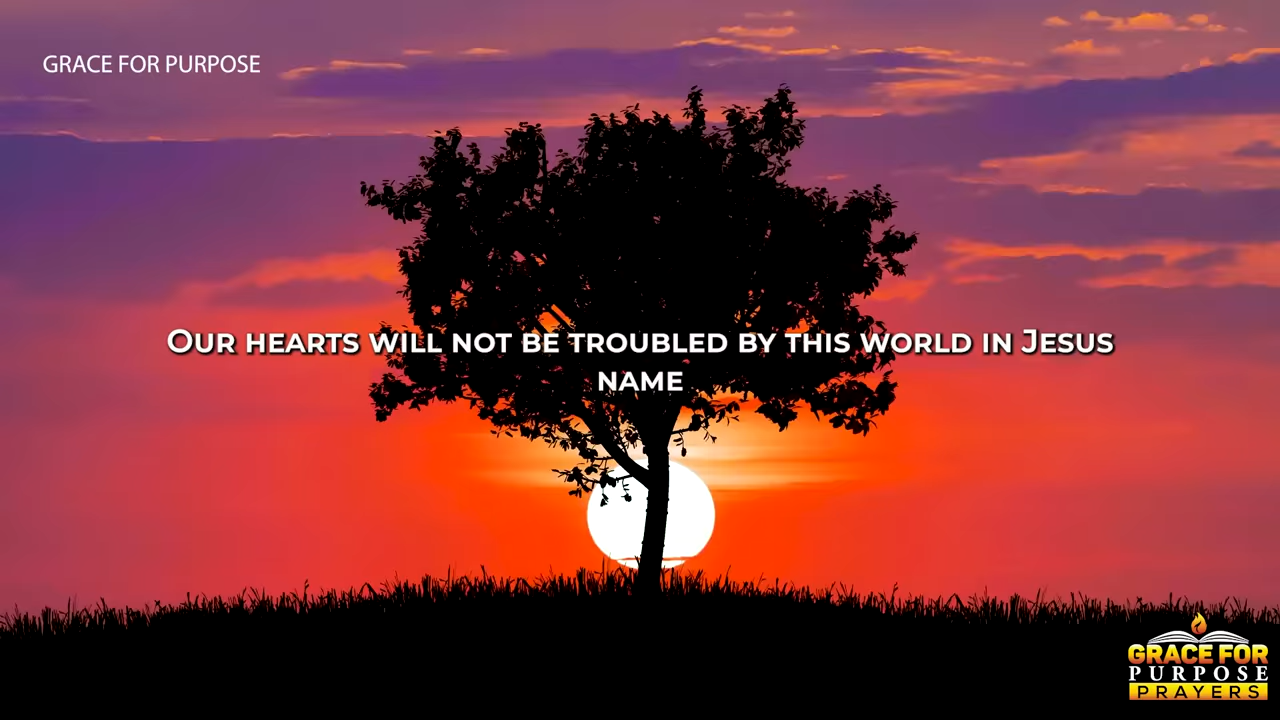 GRACE FOR PURPOSE
Our hearts will not be troubled by this world in Jesus
name
GRACE FOR
PURPOSE
PRAYERS